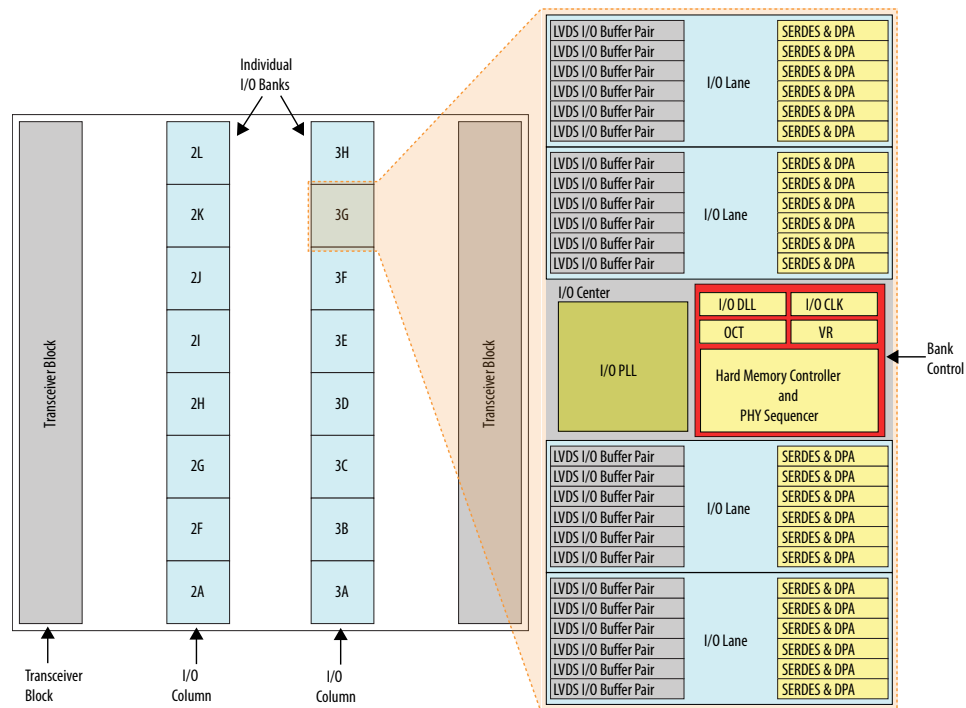 Individual
I/O Banks
Transceiver Block
2L
2K
2J
2I
2H
2G
2F
2A
3H
3G
3F
3E
3D
3C
3B
3A
Transceiver Block
Transceiver
Block
I/O
Column
I/O
Column
LVDS I/O Buffer Pair
LVDS I/O Buffer Pair
LVDS I/O Buffer Pair
LVDS I/O Buffer Pair
LVDS I/O Buffer Pair
LVDS I/O Buffer Pair
I/O Lane
SERDES & DPA
SERDES & DPA
SERDES & DPA
SERDES & DPA
SERDES & DPA
SERDES & DPA
LVDS I/O Buffer Pair
LVDS I/O Buffer Pair
LVDS I/O Buffer Pair
LVDS I/O Buffer Pair
LVDS I/O Buffer Pair
LVDS I/O Buffer Pair
I/O Lane
SERDES & DPA
SERDES & DPA
SERDES & DPA
SERDES & DPA
SERDES & DPA
SERDES & DPA
I/O Center
I/O PLL
I/O DLL
I/O CLK
OCT
VR
Hard Memory Controller
and
PHY Sequencer
Bank
Control
LVDS I/O Buffer Pair
LVDS I/O Buffer Pair
LVDS I/O Buffer Pair
LVDS I/O Buffer Pair
LVDS I/O Buffer Pair
LVDS I/O Buffer Pair
I/O Lane
SERDES & DPA
SERDES & DPA
SERDES & DPA
SERDES & DPA
SERDES & DPA
SERDES & DPA
LVDS I/O Buffer Pair
LVDS I/O Buffer Pair
LVDS I/O Buffer Pair
LVDS I/O Buffer Pair
LVDS I/O Buffer Pair
LVDS I/O Buffer Pair
I/O Lane
SERDES & DPA
SERDES & DPA
SERDES & DPA
SERDES & DPA
SERDES & DPA
SERDES & DPA